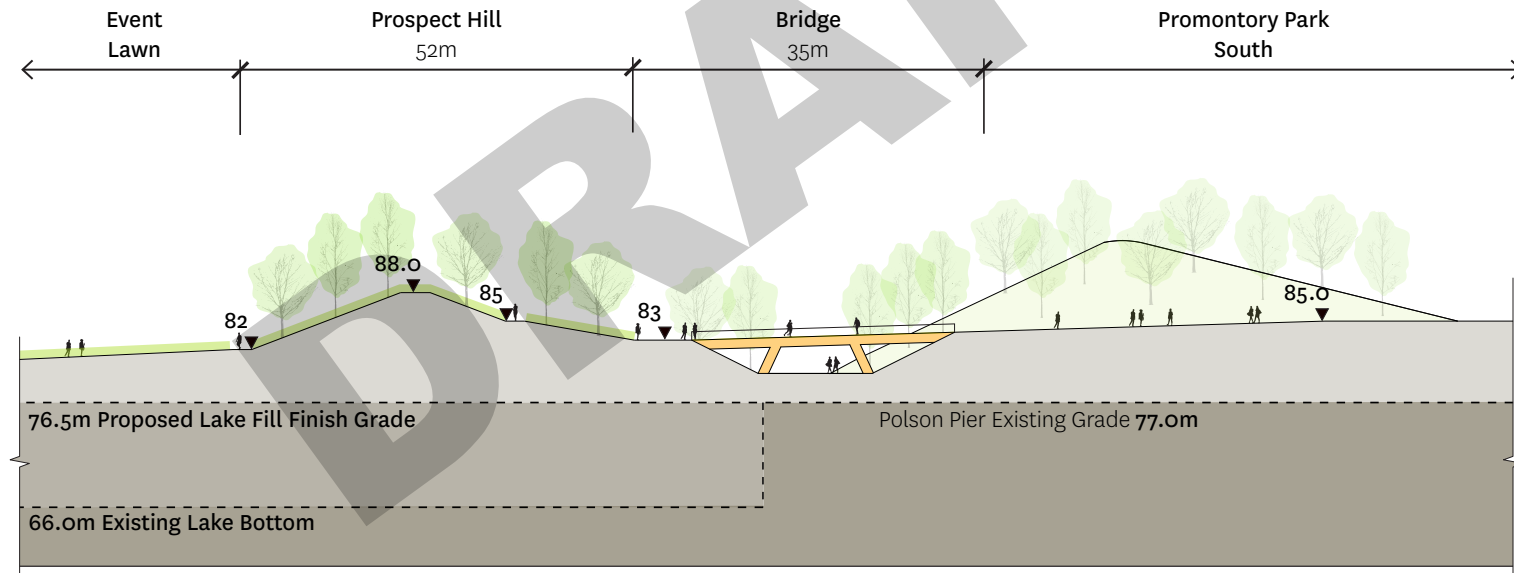 Event
Lawn
Prospect Hill
52m
Bridge
35m
Promontory Park
South
88.0
85
82
83
85.0
76.5m Proposed Lake Fill Finish Grade
Polson Pier Existing Grade 77.0m
66.0m Existing Lake Bottom
DRA